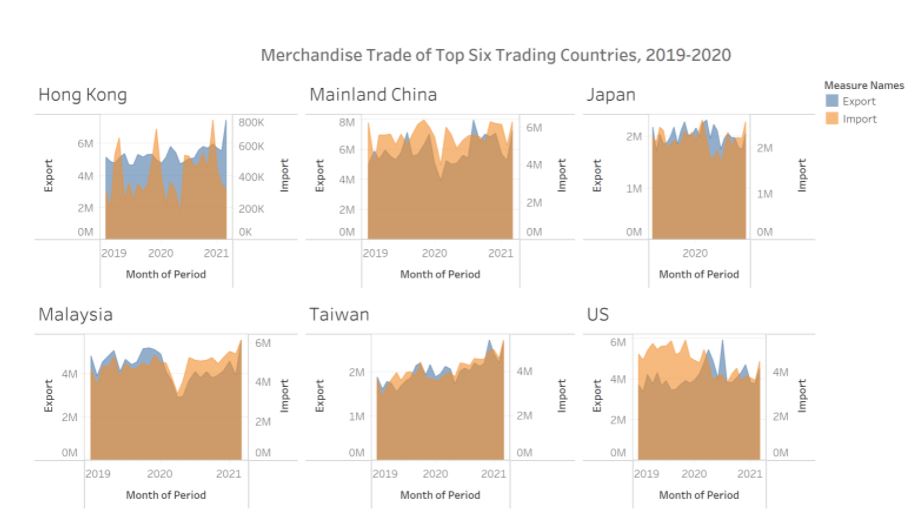 Merchandise Trade of Top Six Trading Countries, 2019-2020
Measure Names
Export
Import
Hong Kong
Export
6M
4M
2M
0M
800K
600K
400K
200K
0K
Import
2019 2020 2021
Month of Period
Mainland China
Export
8M
6M
4M
2M
0M
6M
4M
2M
0M
Import
2019 2020 2021
Month of Period
Japan
Export
2M
1M
0M
2M
1M
0M
Import
2020
Month of Period
Malaysia
Export
4M
2M
0M
6M
4M
2M
0M
Import
2019 2020 2021
Month of Period
Taiwan
Export
2M
1M
0M
4M
2M
0M
Import
2019 2020 2021
Month of Period
US
Export
6M
4M
2M
0M
4M
2M
0M
Import
2019 2020 2021
Month of Period